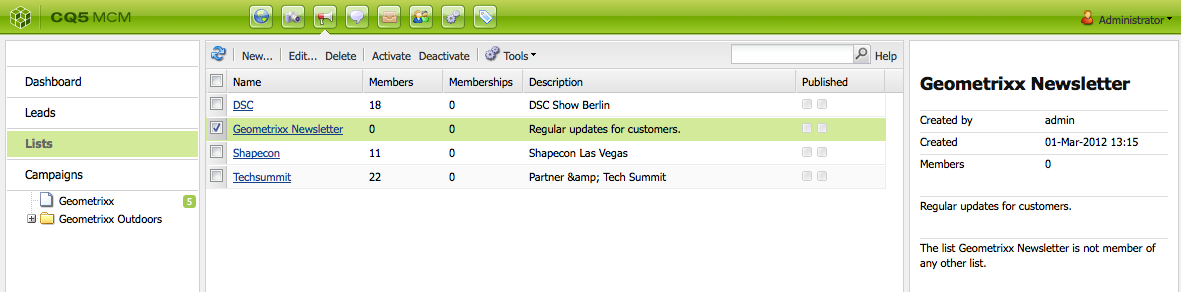 CQ5 MCM
Administrator
Dashboard
Leads
Lists
Campaigns
Geometrixx 5
Geometrixx Outdoors
New... Edit... Delete Activate Deactivate Tools Help
Name Members Memberships Description Published
DSC 18 0 DSC Show Berlin
Geometrixx Newsletter 0 0 Regular updates for customers.
Shapecon 11 0 Shapecon Las Vegas
Techsummit 22 0 Partner &amp; Tech Summit
Geometrixx Newsletter
Created by admin
Created 01-Mar-2012 13:15
Members 0
Regular updates for customers.
The list Geometrixx Newsletter is not member of
any other list.